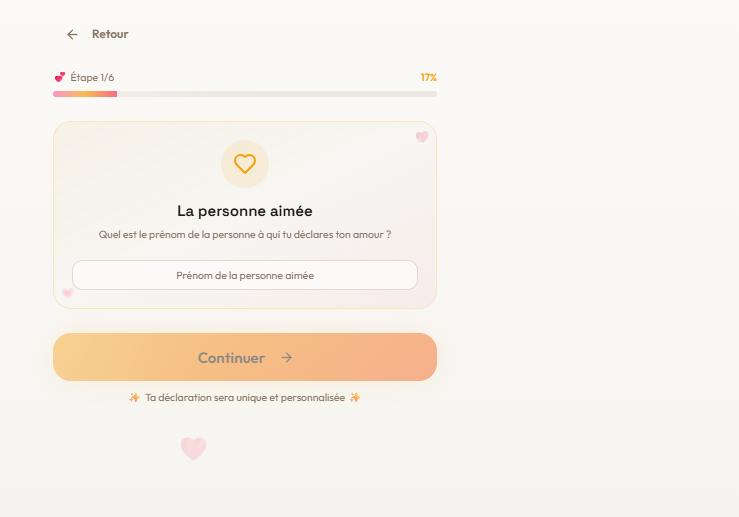 Retour
Étape 1/6
17%
La personne aimée
Quel est le prénom de la personne à qui tu déclares ton amour ?
Prénom de la personne aimée
Continuer →
✨ Ta déclaration sera unique et personnalisée ✨